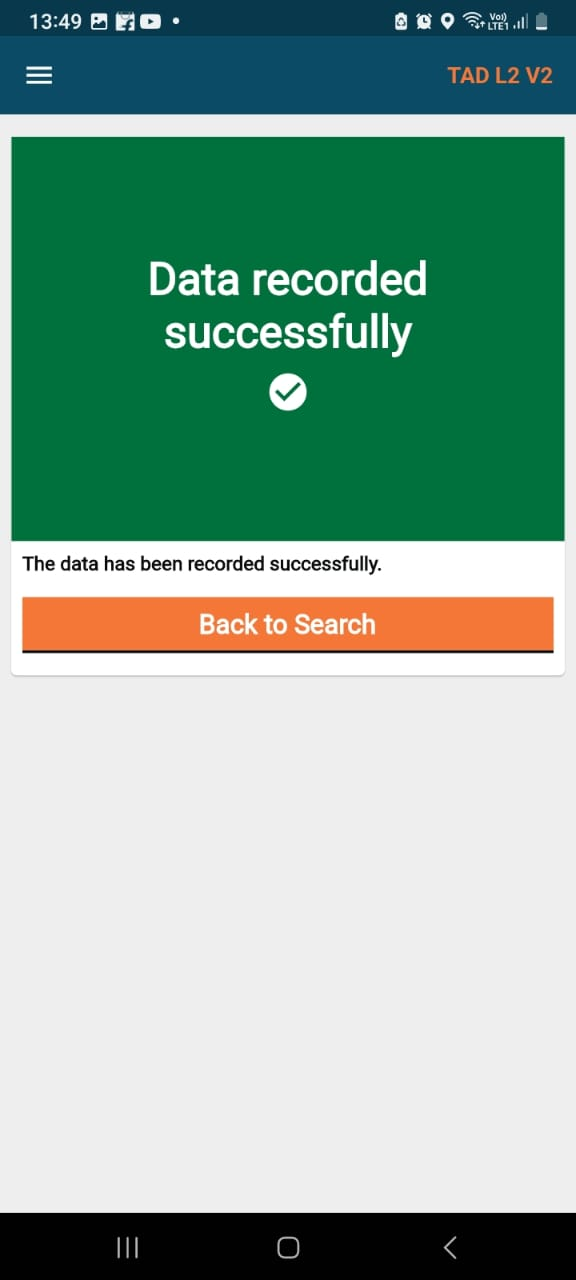 13:49
Vo)) LTE1
TAD L2 V2
Data recorded
successfully
The data has been recorded successfully.
Back to Search